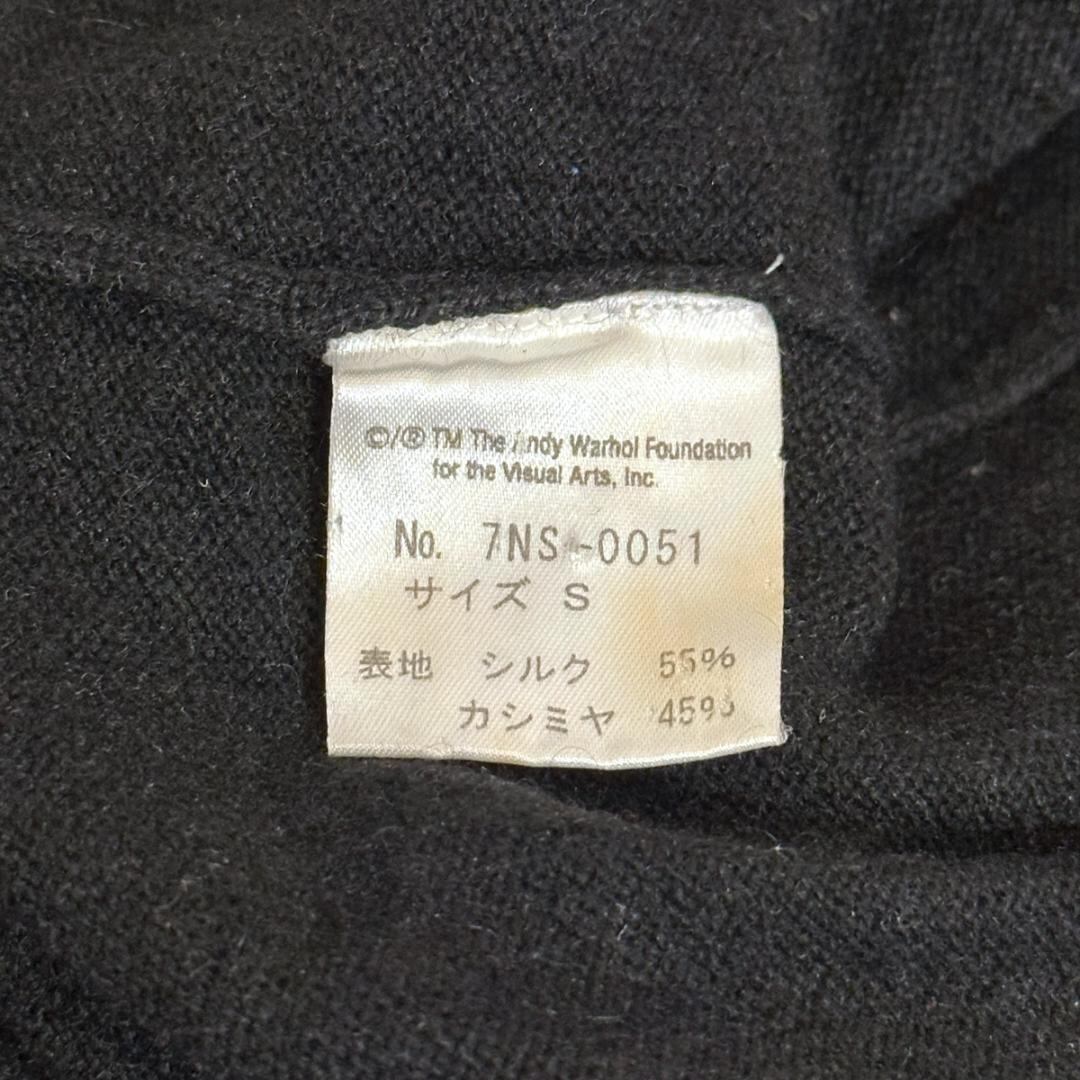 ©/® TM The Andy Warhol Foundation
for the Visual Arts, Inc.
No. 7NS-0051
サイズ S
表地 シルク 55%
カシミヤ 45%